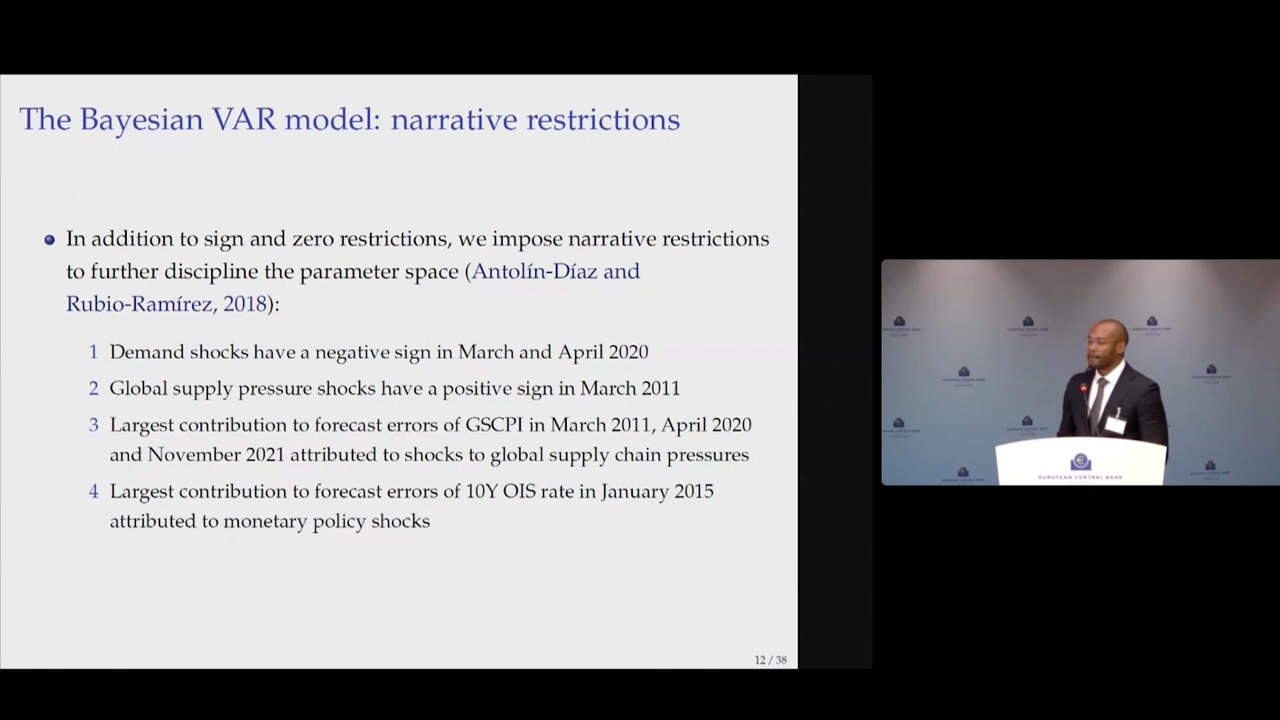 The Bayesian VAR model: narrative restrictions
In addition to sign and zero restrictions, we impose narrative restrictions
to further discipline the parameter space (Antolín-Díaz and
Rubio-Ramírez, 2018):
1 Demand shocks have a negative sign in March and April 2020
2 Global supply pressure shocks have a positive sign in March 2011
3 Largest contribution to forecast errors of GSCPI in March 2011, April 2020
and November 2021 attributed to shocks to global supply chain pressures
4 Largest contribution to forecast errors of 10Y OIS rate in January 2015
attributed to monetary policy shocks
12 / 38
EUROPEAN CENTRAL BANK